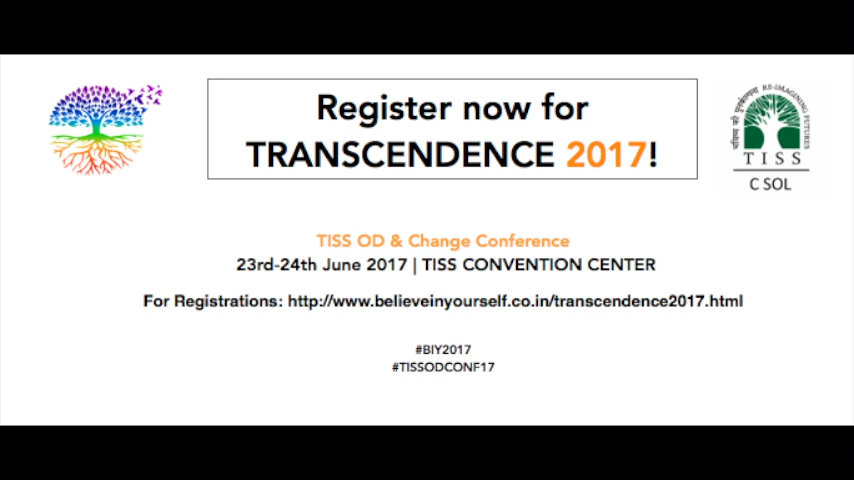 Register now for
TRANSCENDENCE 2017!
RE-IMAGINING FUTURES
TISS
C SOL
TISS OD & Change Conference
23rd-24th June 2017 | TISS CONVENTION CENTER
For Registrations: http://www.believeinyourself.co.in/transcendence2017.html
#BIY2017
#TISSODCONF17